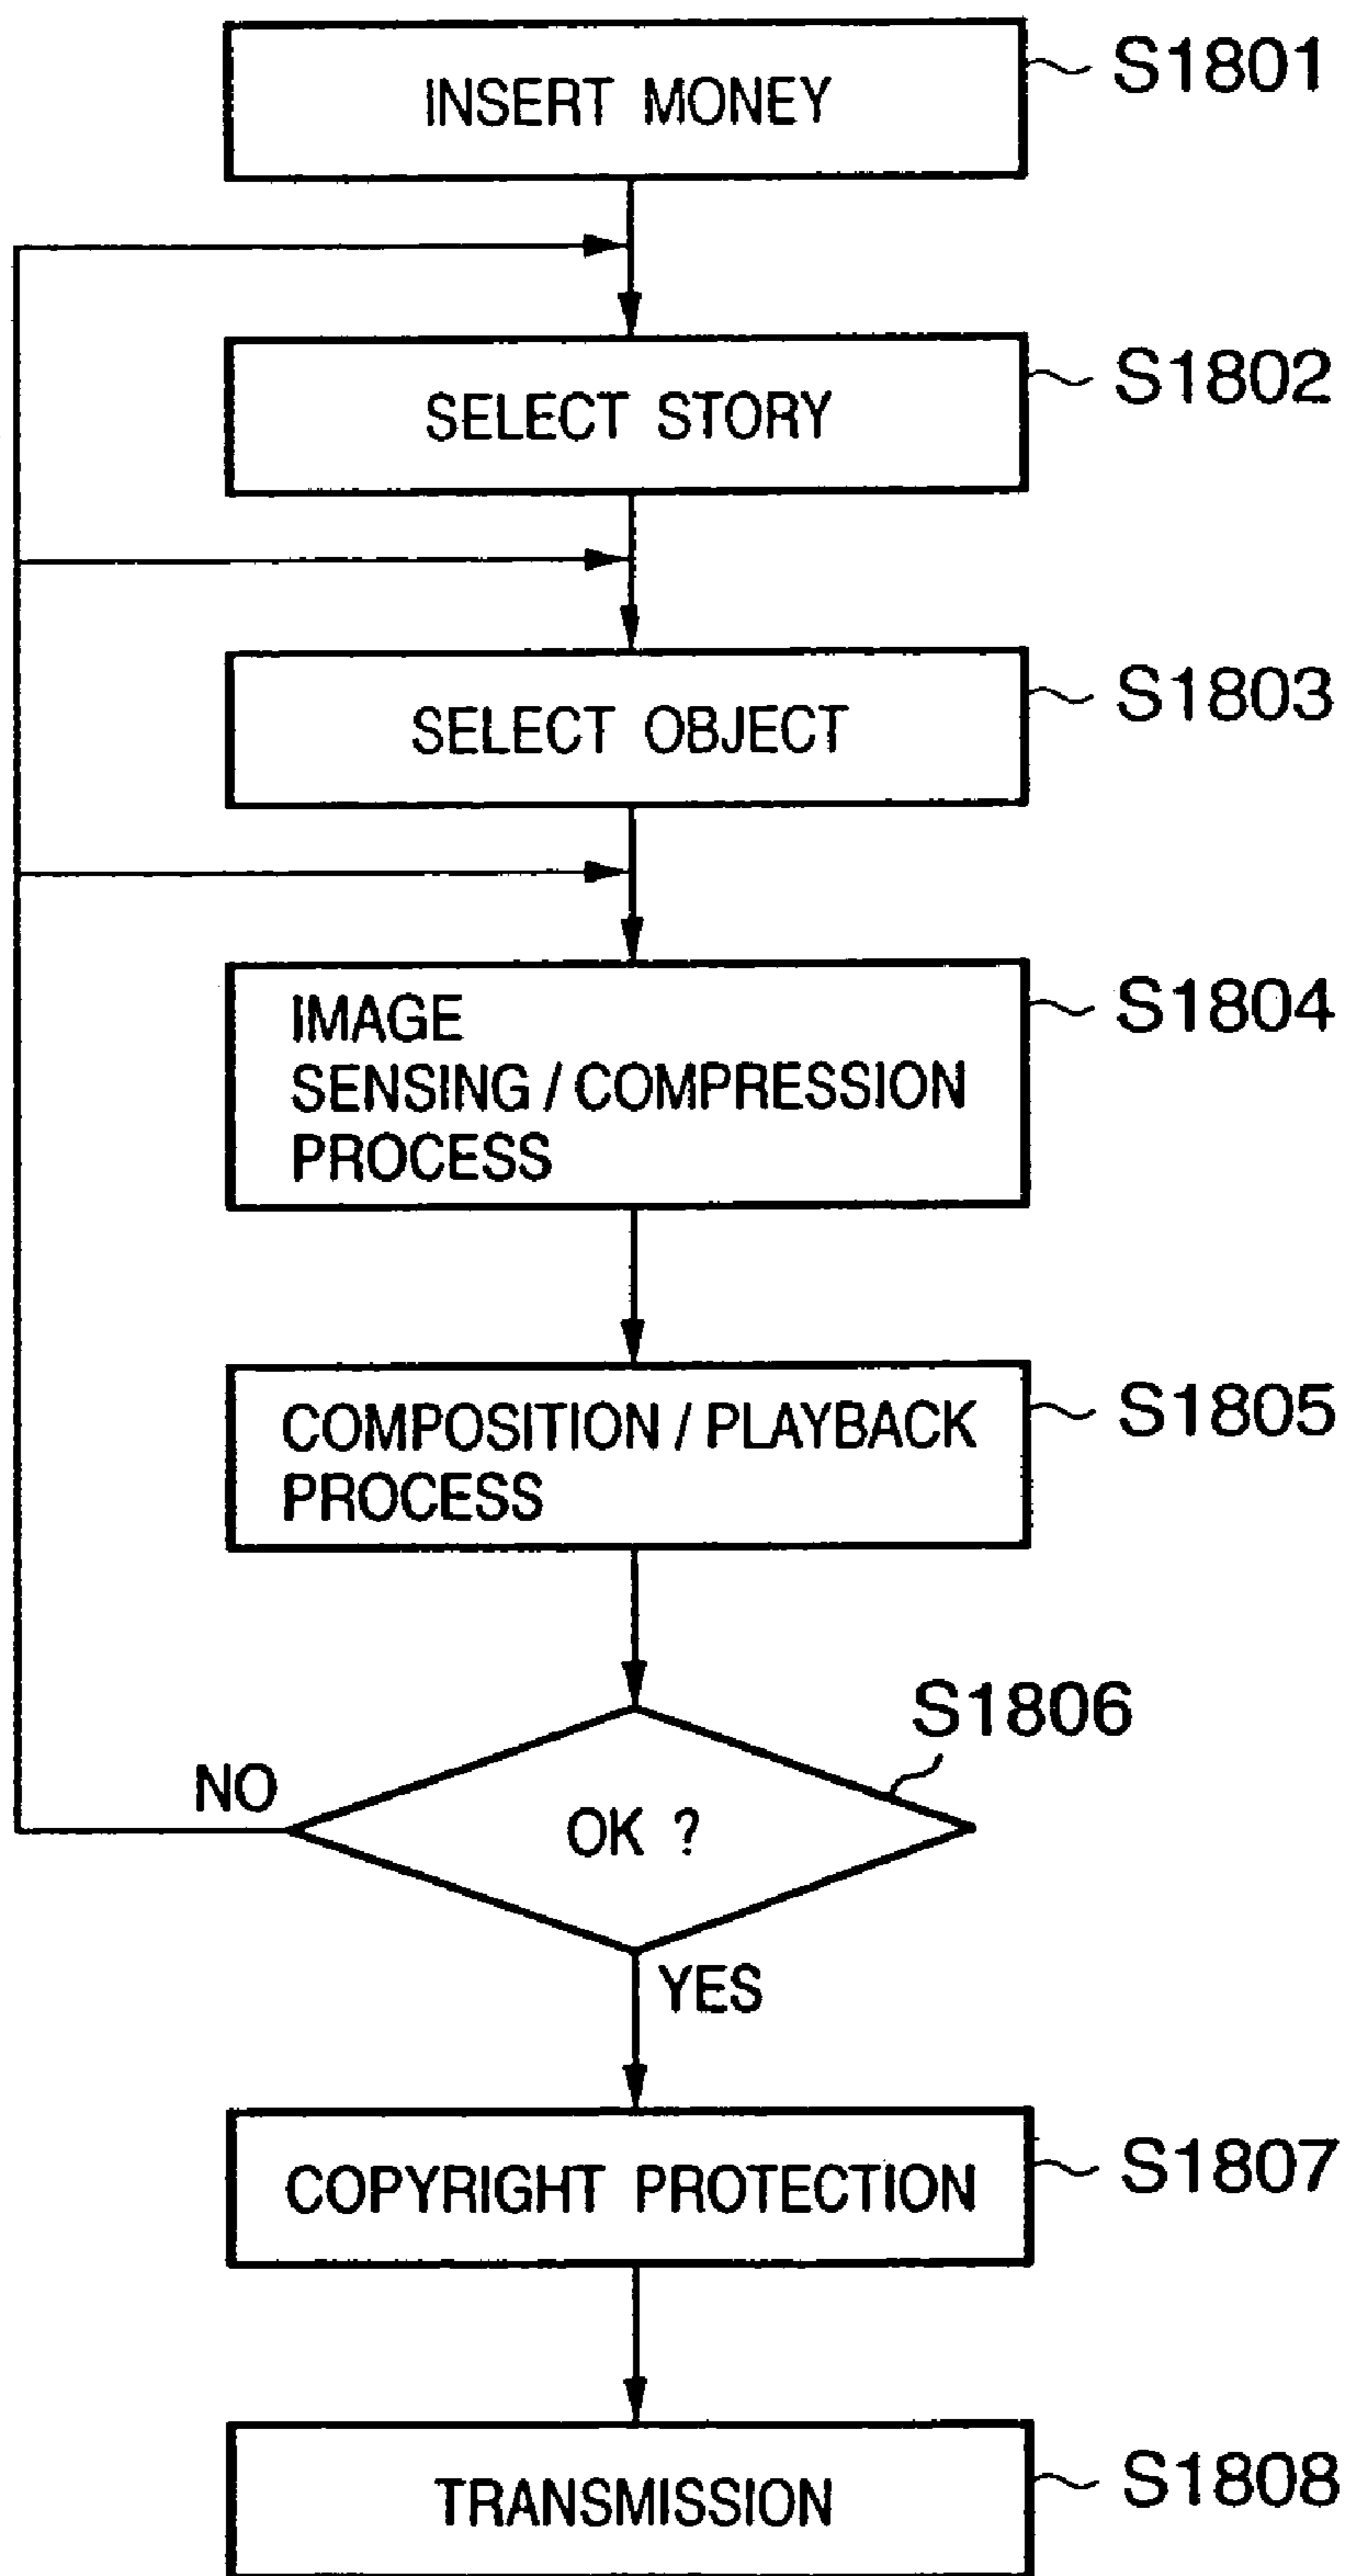 INSERT MONEY
S1801
SELECT STORY
S1802
SELECT OBJECT
S1803
IMAGE
SENSING / COMPRESSION
PROCESS
S1804
COMPOSITION / PLAYBACK
PROCESS
S1805
S1806
NO
OK ?
YES
COPYRIGHT PROTECTION
S1807
TRANSMISSION
S1808